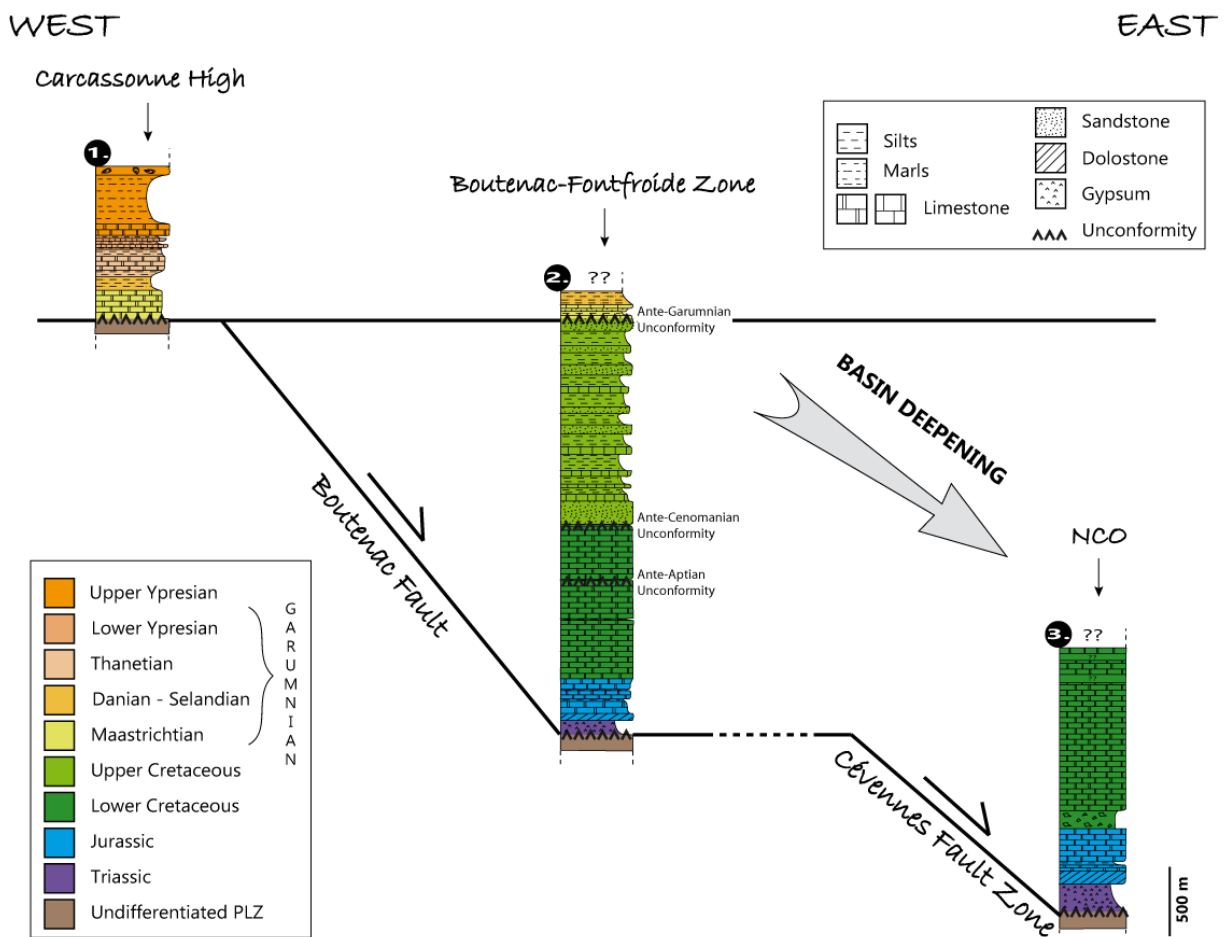 WEST
EAST
Carcassonne High
1.
Boutenac-Fontfroide Zone
2.
??
Silts
Marls
Limestone
Sandstone
Dolostone
Gypsum
Unconformity
Ante-Garumnian
Unconformity
BASIN DEEPENING
Boutenac Fault
Ante-Cenomanian
Unconformity
Ante-Aptian
Unconformity
NCO
3.
??
??
??
Cévennes Fault Zone
500 m
Upper Ypresian
Lower Ypresian
Thanetian
Danian - Selandian
Maastrichtian
Upper Cretaceous
Lower Cretaceous
Jurassic
Triassic
Undifferentiated PLZ
GARUMNIAN